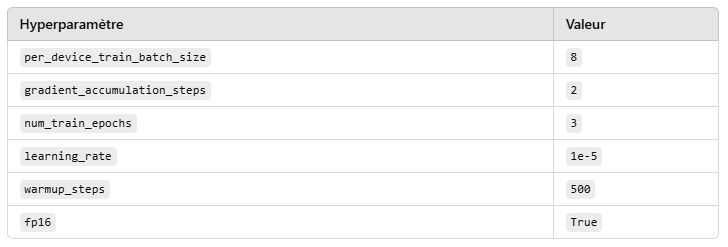 Hyperparamètre Valeur
per_device_train_batch_size 8
gradient_accumulation_steps 2
num_train_epochs 3
learning_rate 1e-5
warmup_steps 500
fp16 True